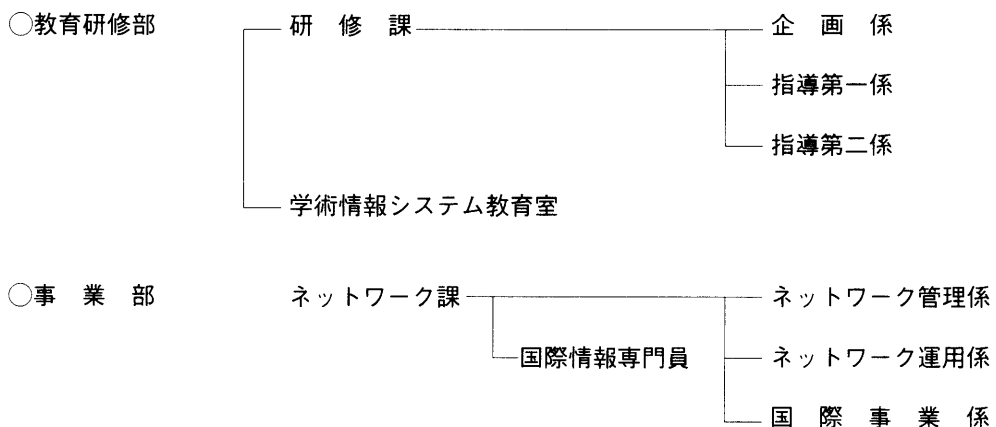 ○教育研修部 研修課 企画係
指導第一係
指導第二係
学術情報システム教育室
○事業部 ネットワーク課 ネットワーク管理係
国際情報専門員 ネットワーク運用係
国際事業係